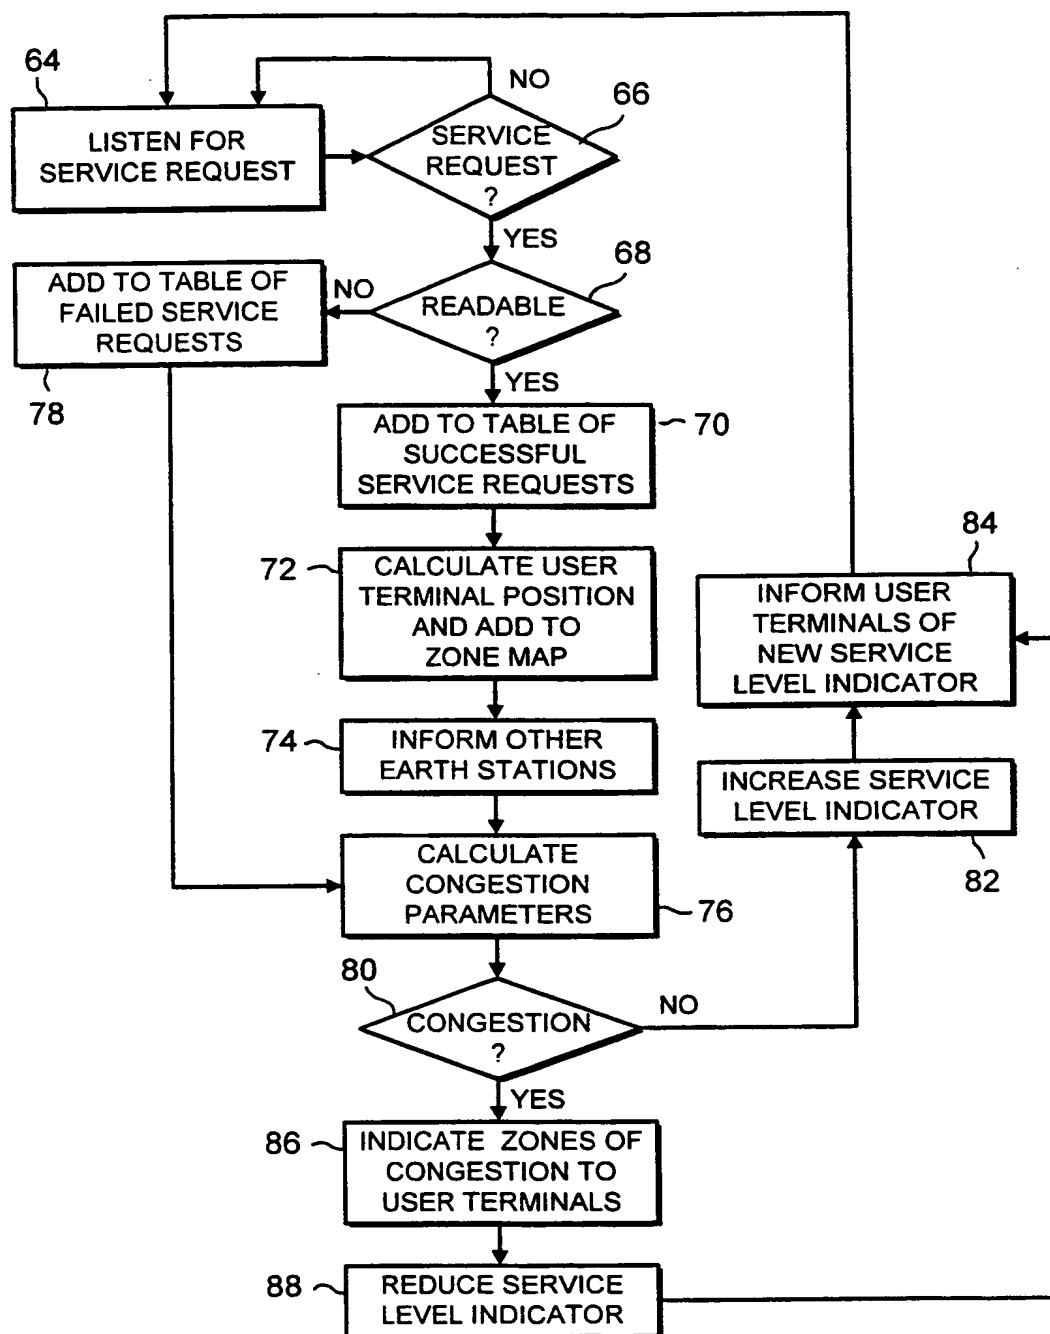 64
NO
66
LISTEN FOR
SERVICE REQUEST
SERVICE
REQUEST
?
YES
68
ADD TO TABLE OF
FAILED SERVICE
REQUESTS
NO
READABLE
?
78
YES
ADD TO TABLE OF
SUCCESSFUL
SERVICE REQUESTS
70
72
CALCULATE USER
TERMINAL POSITION
AND ADD TO
ZONE MAP
84
INFORM USER
TERMINALS OF
NEW SERVICE
LEVEL INDICATOR
74
INFORM OTHER
EARTH STATIONS
INCREASE SERVICE
LEVEL INDICATOR
82
CALCULATE
CONGESTION
PARAMETERS
76
80
CONGESTION
?
NO
YES
86
INDICATE ZONES OF
CONGESTION TO
USER TERMINALS
88
REDUCE SERVICE
LEVEL INDICATOR